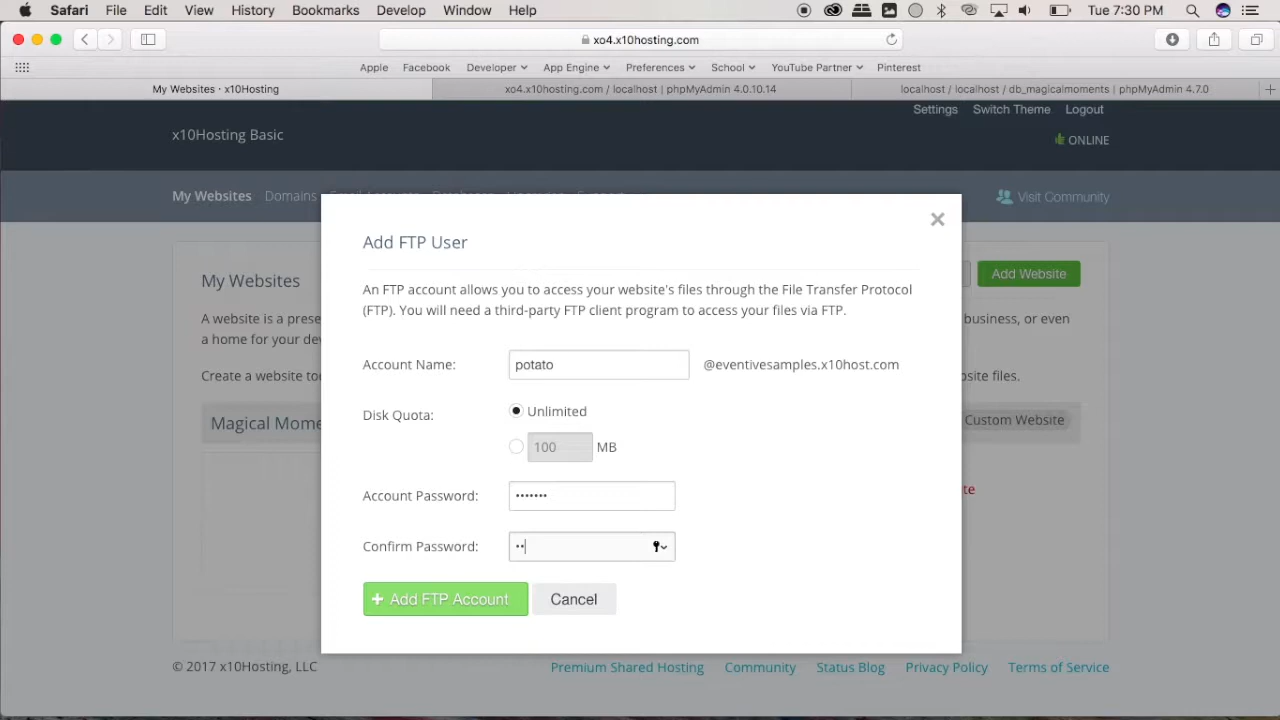 Safari File Edit View History Bookmarks Develop Window Help Tue 7:30 PM
xo4.x10hosting.com
Apple Facebook Developer App Engine Preferences School YouTube Partner Pinterest
My Websites · x10Hosting xo4.x10hosting.com / localhost | phpMyAdmin 4.0.10.14 localhost / localhost / db_magicalmoments | phpMyAdmin 4.7.0
Settings Switch Theme Logout
x10Hosting Basic
ONLINE
My Websites Domains Email Accounts Databases Support
Visit Community
Add FTP User
My Websites
Add Website
An FTP account allows you to access your website's files through the File Transfer Protocol
(FTP). You will need a third-party FTP client program to access your files via FTP.
A website is a prese
business, or even
a home for your dev
Create a website to
site files.
Account Name: potato @eventivesamples.x10host.com
Disk Quota: Unlimited
100 MB
Magical Mome
Custom Website
te
Account Password: •••••••
Confirm Password: ••
+ Add FTP Account Cancel
© 2017 x10Hosting, LLC Premium Shared Hosting Community Status Blog Privacy Policy Terms of Service